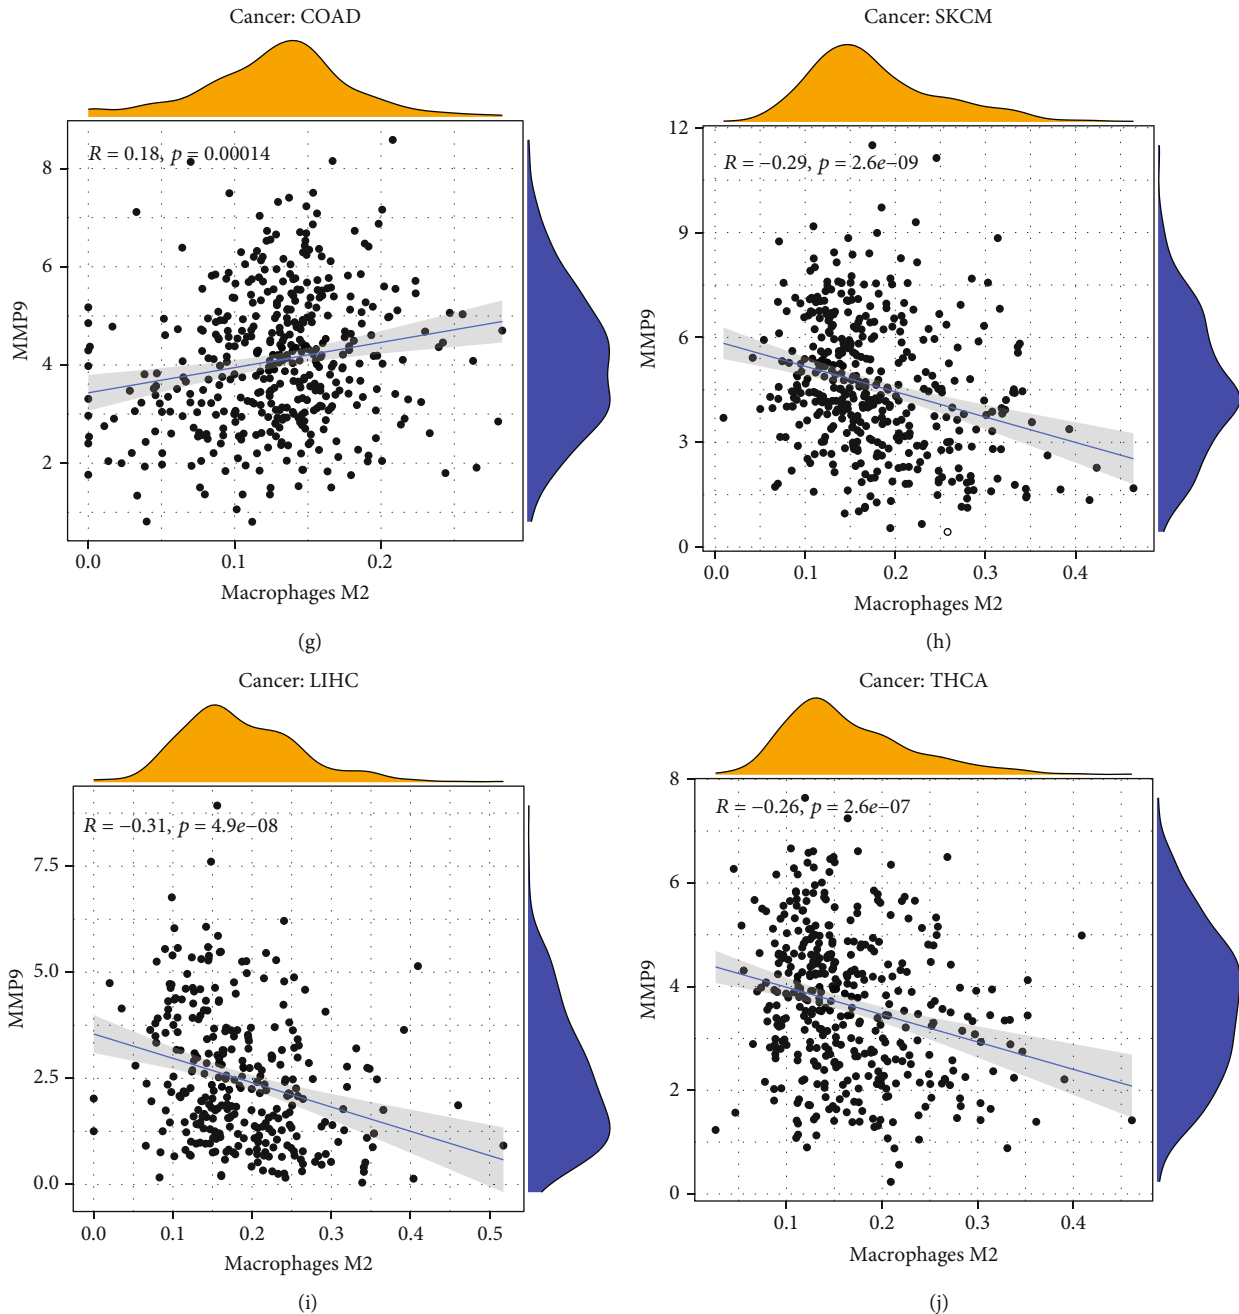 Cancer: COAD
R = 0.18, p = 0.00014
MMP9
8
6
4
2
0.0 0.1 0.2
Macrophages M2
(g)
Cancer: SKCM
R = −0.29, p = 2.6e−09
MMP9
12
9
6
3
0
0.0 0.1 0.2 0.3 0.4
Macrophages M2
(h)
Cancer: LIHC
R = −0.31, p = 4.9e−08
MMP9
7.5
5.0
2.5
0.0
0.0 0.1 0.2 0.3 0.4 0.5
Macrophages M2
(i)
Cancer: THCA
R = −0.26, p = 2.6e−07
MMP9
8
6
4
2
0
0.1 0.2 0.3 0.4
Macrophages M2
(j)